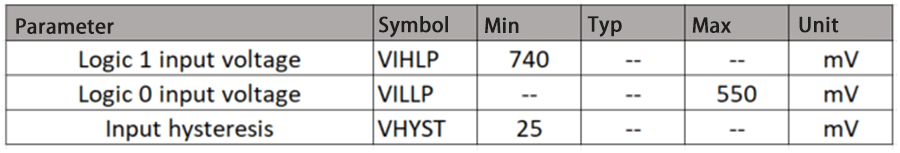 Parameter Symbol Min Typ Max Unit
Logic 1 input voltage VIHLP 740 -- -- mV
Logic 0 input voltage VILLP -- -- 550 mV
Input hysteresis VHYST 25 -- -- mV